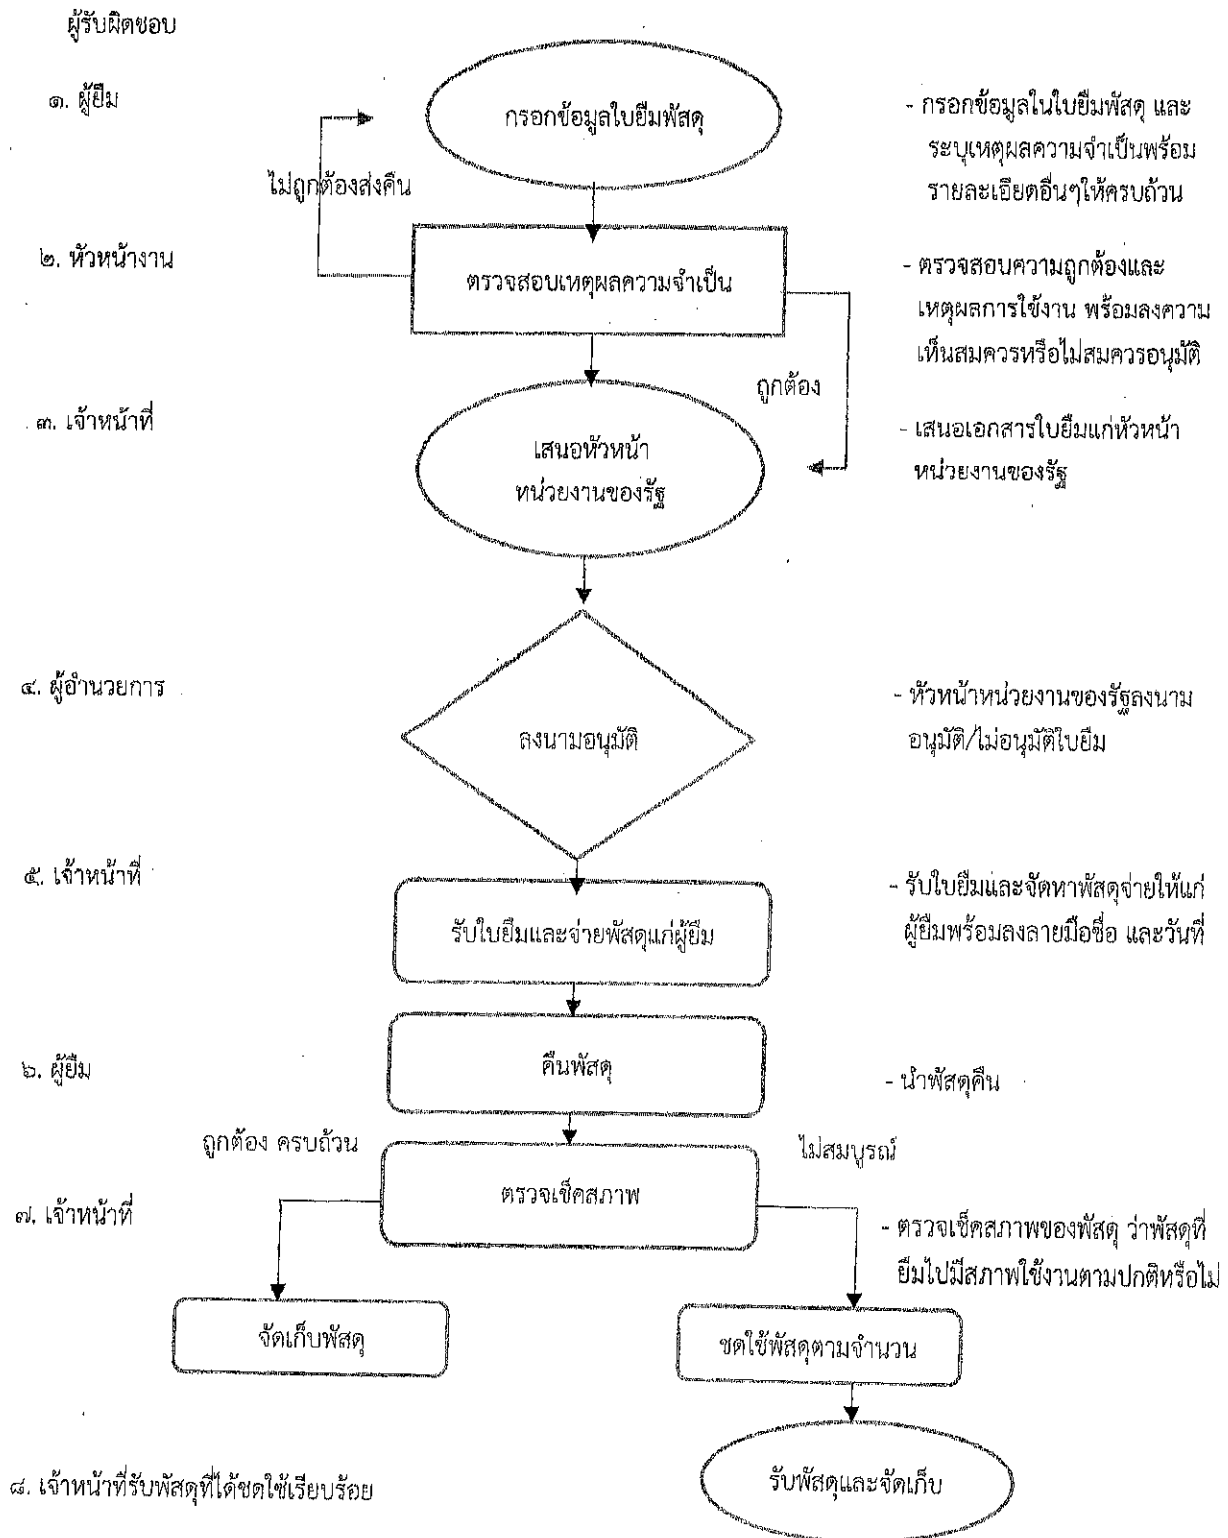 ผู้รับผิดชอบ
๑. ผู้ยืม
กรอกข้อมูลใบยืมพัสดุ
- กรอกข้อมูลในใบยืมพัสดุ และ
ระบุเหตุผลความจำเป็นพร้อม
รายละเอียดอื่นๆให้ครบถ้วน
ไม่ถูกต้องส่งคืน
๒. หัวหน้างาน
ตรวจสอบเหตุผลความจำเป็น
- ตรวจสอบความถูกต้องและ
เหตุผลการใช้งาน พร้อมลงความ
เห็นสมควรหรือไม่สมควรอนุมัติ
ถูกต้อง
๓. เจ้าหน้าที่
เสนอหัวหน้า
หน่วยงานของรัฐ
- เสนอเอกสารใบยืมแก่หัวหน้า
หน่วยงานของรัฐ
๔. ผู้อำนวยการ
ลงนามอนุมัติ
- หัวหน้าหน่วยงานของรัฐลงนาม
อนุมัติ/ไม่อนุมัติใบยืม
๕. เจ้าหน้าที่
รับใบยืมและจ่ายพัสดุแก่ผู้ยืม
- รับใบยืมและจัดหาพัสดุจ่ายให้แก่
ผู้ยืมพร้อมลงลายมือชื่อ และวันที่
๖. ผู้ยืม
คืนพัสดุ
- นำพัสดุคืน
ถูกต้อง ครบถ้วน
ไม่สมบูรณ์
๗. เจ้าหน้าที่
ตรวจเช็คสภาพ
- ตรวจเช็คสภาพของพัสดุ ว่าพัสดุที่
ยืมไปมีสภาพใช้งานตามปกติหรือไม่
จัดเก็บพัสดุ
ชดใช้พัสดุตามจำนวน
๘. เจ้าหน้าที่รับพัสดุที่ได้ชดใช้เรียบร้อย
รับพัสดุและจัดเก็บ